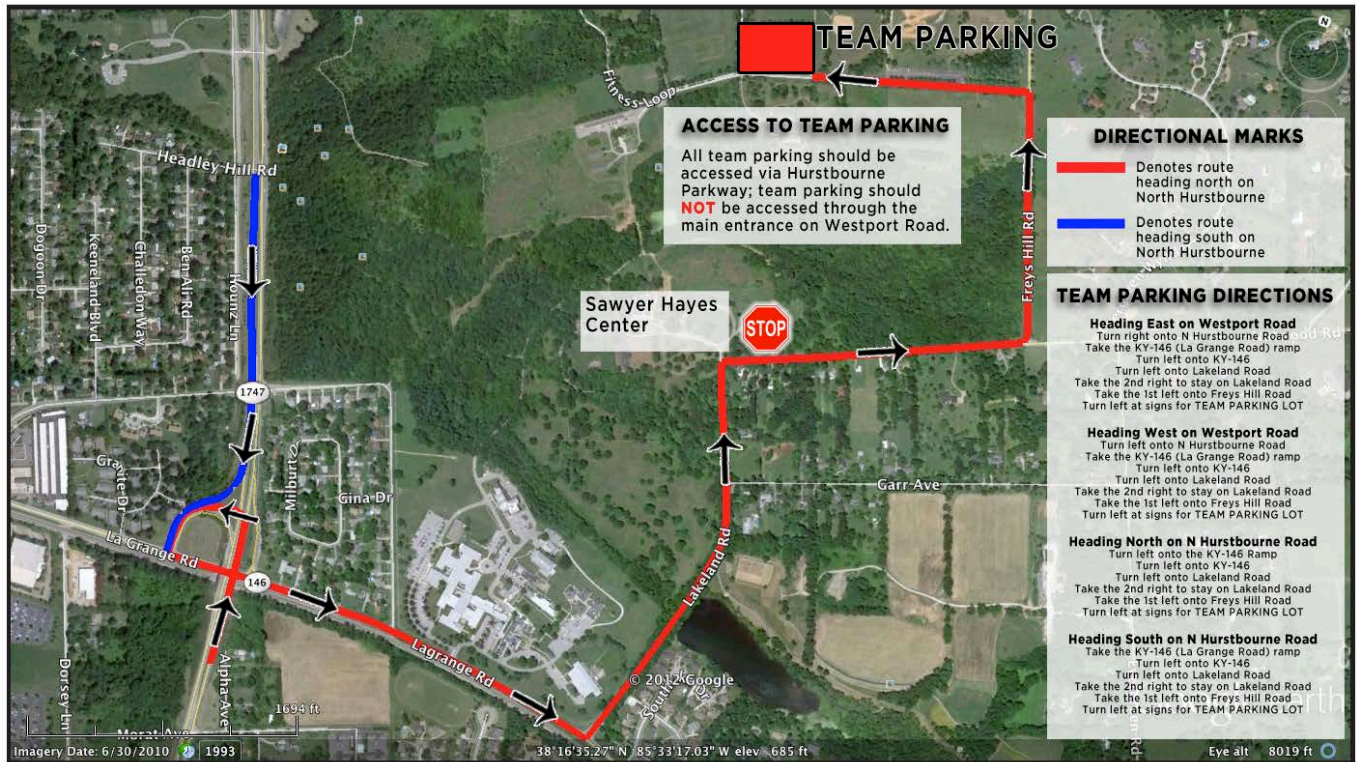 TEAM PARKING
N
Fitness Loop
ACCESS TO TEAM PARKING
All team parking should be
accessed via Hurstbourne
Parkway; team parking should
NOT be accessed through the
main entrance on Westport Road.
DIRECTIONAL MARKS
Denotes route
heading north on
North Hurstbourne
Denotes route
heading south on
North Hurstbourne
Headley Hill Rd
Dogoon Dr
Keeneland Blvd
Challedon Way
Ben Ali Rd
Kounz Ln
Freys Hill Rd
Sawyer Hayes
Center
STOP
TEAM PARKING DIRECTIONS
Heading East on Westport Road
Turn right onto N Hurstbourne Road
Take the KY-146 (La Grange Road) ramp
Turn left onto KY-146
Turn left onto Lakeland Road
Take the 2nd right to stay on Lakeland Road
Take the 1st left onto Freys Hill Road
Turn left at signs for TEAM PARKING LOT
Heading West on Westport Road
Turn left onto N Hurstbourne Road
Take the KY-146 (La Grange Road) ramp
Turn left onto KY-146
Turn left onto Lakeland Road
Take the 2nd right to stay on Lakeland Road
Take the 1st left onto Freys Hill Road
Turn left at signs for TEAM PARKING LOT
Heading North on N Hurstbourne Road
Turn left onto the KY-146 Ramp
Turn left onto KY-146
Turn left onto Lakeland Road
Take the 2nd right to stay on Lakeland Road
Take the 1st left onto Freys Hill Road
Turn left at signs for TEAM PARKING LOT
Heading South on N Hurstbourne Road
Take the KY-146 (La Grange Road) ramp
Turn left onto KY-146
Turn left onto Lakeland Road
Take the 2nd right to stay on Lakeland Road
Take the 1st left onto Freys Hill Road
Turn left at signs for TEAM PARKING LOT
1747
Granite Dr
Milburt
Gina Dr
Garr Ave
La Grange Rd
146
Lakeland Rd
Lagrange Rd
Dorsey Ln
Alpha Ave
© 2012 Google
1694 ft
Morat Ave
Imagery Date: 6/30/2010
1993
38°16'35.27" N 85°33'17.03" W elev 685 ft
Eye alt 8019 ft